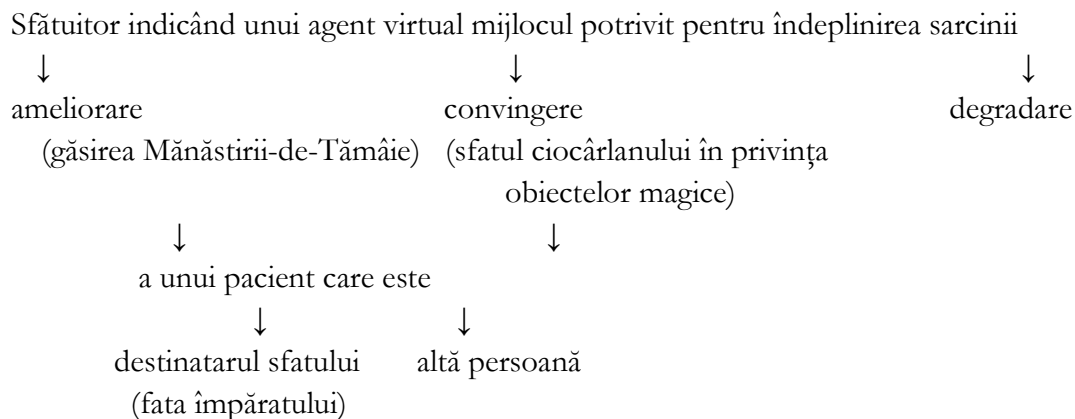 Sfătuitor indicând unui agent virtual mijlocul potrivit pentru îndeplinirea sarcinii
↓ ↓ ↓
ameliorare convingere degradare
(găsirea Mănăstirii-de-Tămâie) (sfatul ciocârlanului în privința
obiectelor magice)
↓ ↓
a unui pacient care este
↓ ↓
destinatarul sfatului altă persoană
(fata împăratului)